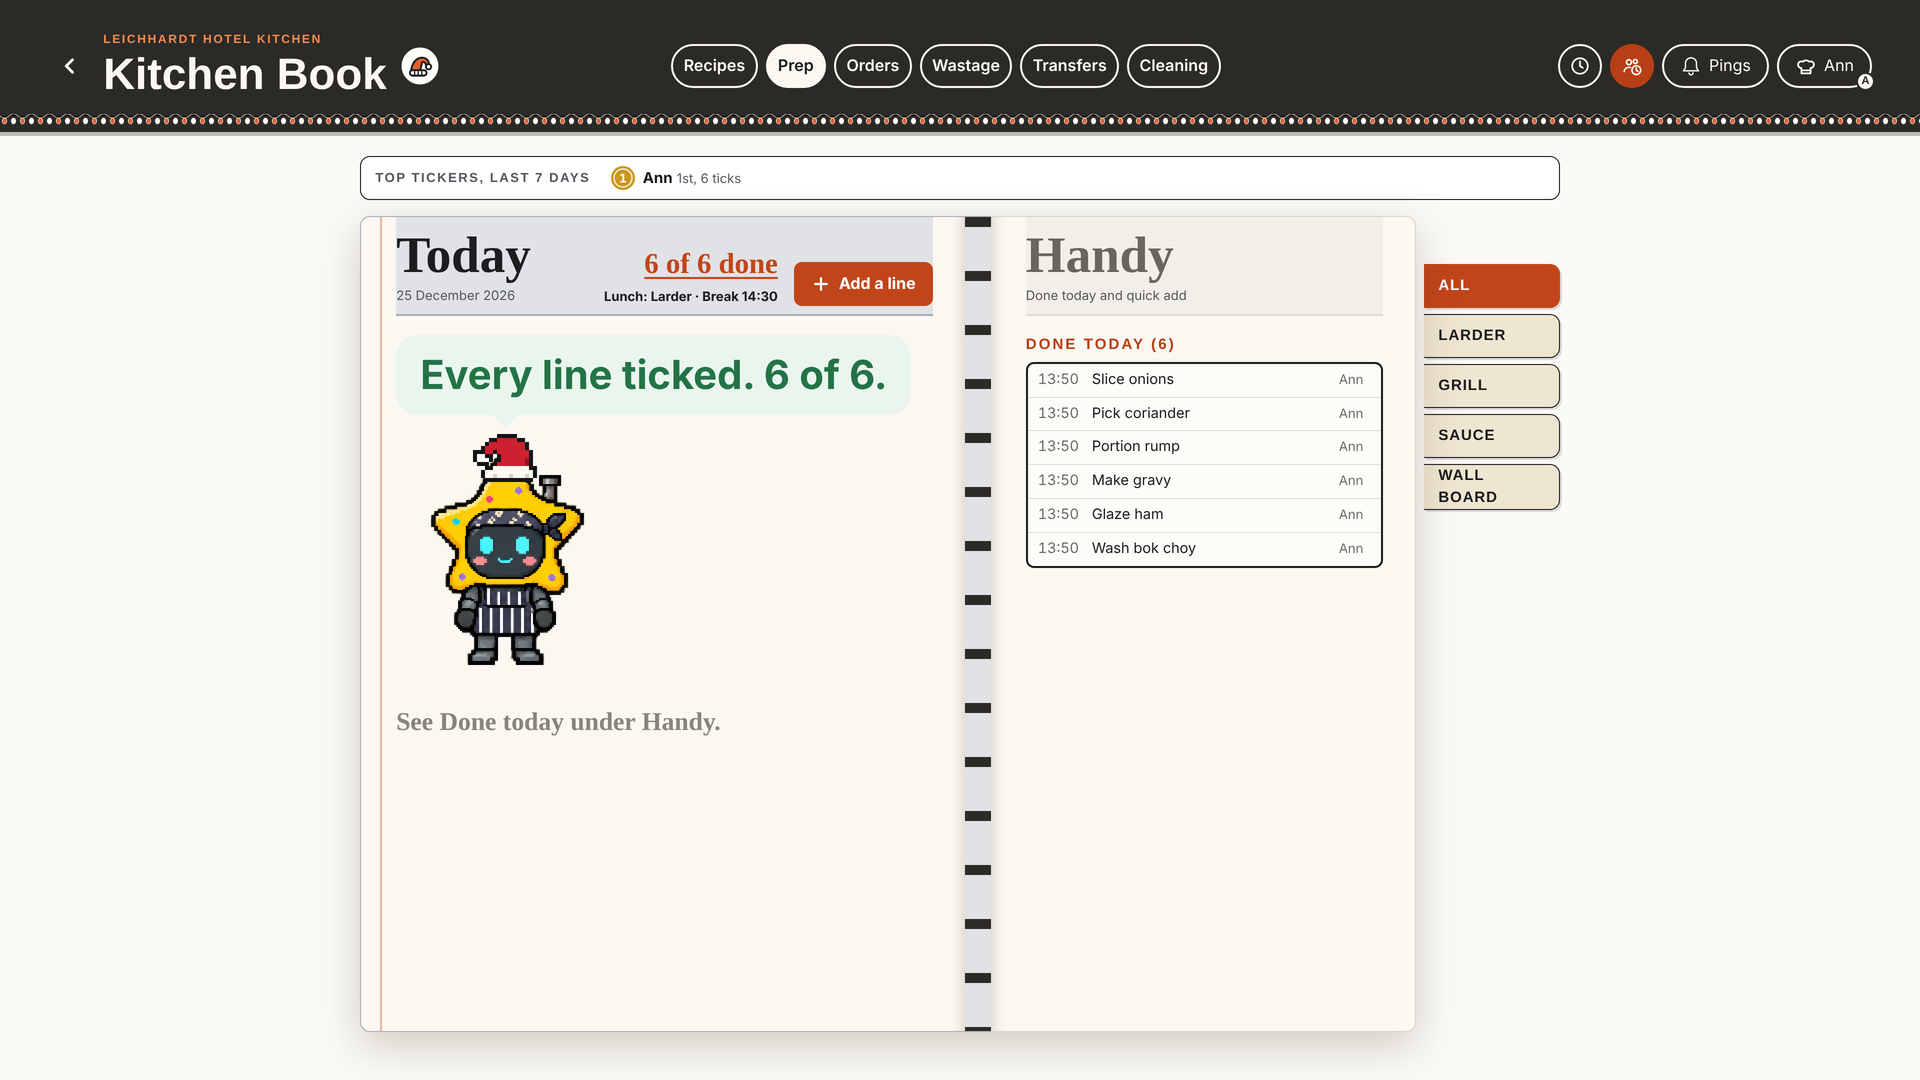 LEICHHARDT HOTEL KITCHEN
Kitchen Book
Recipes
Prep
Orders
Wastage
Transfers
Cleaning
Pings
Ann
A
TOP TICKERS, LAST 7 DAYS
1
Ann 1st, 6 ticks
Today
25 December 2026
6 of 6 done
Lunch: Larder · Break 14:30
+ Add a line
Every line ticked. 6 of 6.
See Done today under Handy.
Handy
Done today and quick add
DONE TODAY (6)
13:50 Slice onions Ann
13:50 Pick coriander Ann
13:50 Portion rump Ann
13:50 Make gravy Ann
13:50 Glaze ham Ann
13:50 Wash bok choy Ann
ALL
LARDER
GRILL
SAUCE
WALL
BOARD